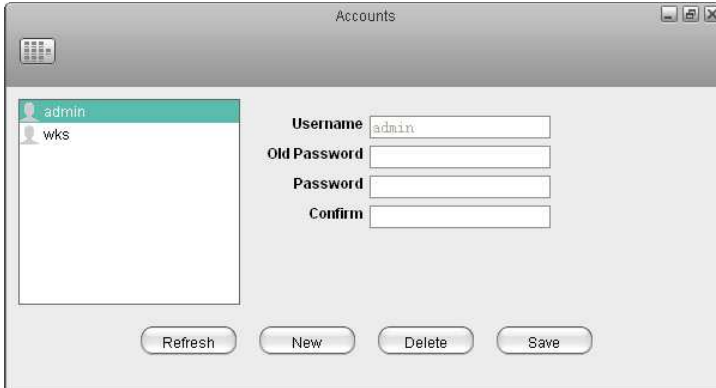 Accounts
admin
wks
Username admin
Old Password
Password
Confirm
Refresh New Delete Save